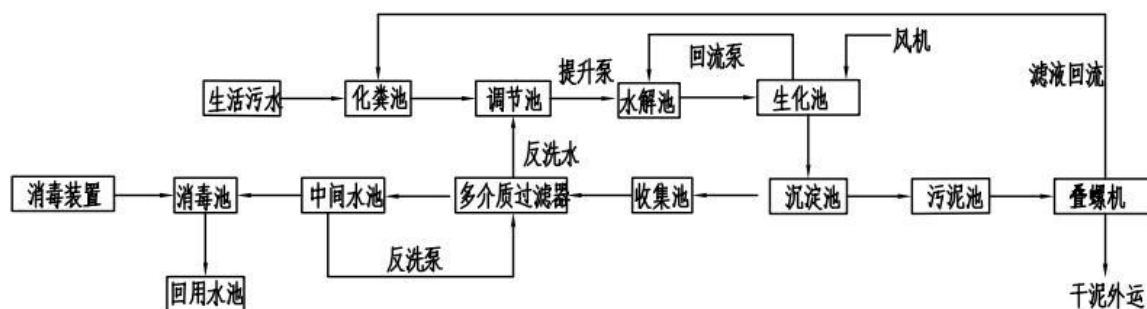 风机
回流泵
提升泵
滤液回流
生活污水
化粪池
调节池
水解池
生化池
反洗水
消毒装置
消毒池
中间水池
多介质过滤器
收集池
沉淀池
污泥池
叠螺机
反洗泵
回用水池
干泥外运